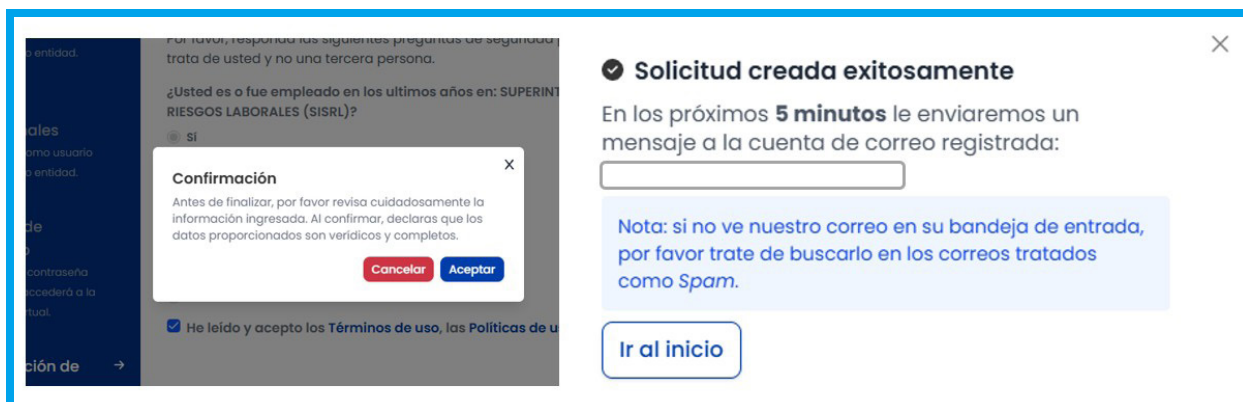 o entidad.
Por favor, responda las siguientes preguntas de seguridad
trata de usted y no una tercera persona.
¿Usted es o fue empleado en los ultimos años en: SUPERINT
RIESGOS LABORALES (SISRL)?
Sí
ales
omo usuario
o entidad.
de
contraseña
accederá a la
tual.
ción de →
X
Confirmación
Antes de finalizar, por favor revisa cuidadosamente la
información ingresada. Al confirmar, declaras que los
datos proporcionados son verídicos y completos.
Cancelar Aceptar
He leído y acepto los Términos de uso, las Políticas de u
Solicitud creada exitosamente
En los próximos 5 minutos le enviaremos un
mensaje a la cuenta de correo registrada:
Nota: si no ve nuestro correo en su bandeja de entrada,
por favor trate de buscarlo en los correos tratados
como Spam.
Ir al inicio